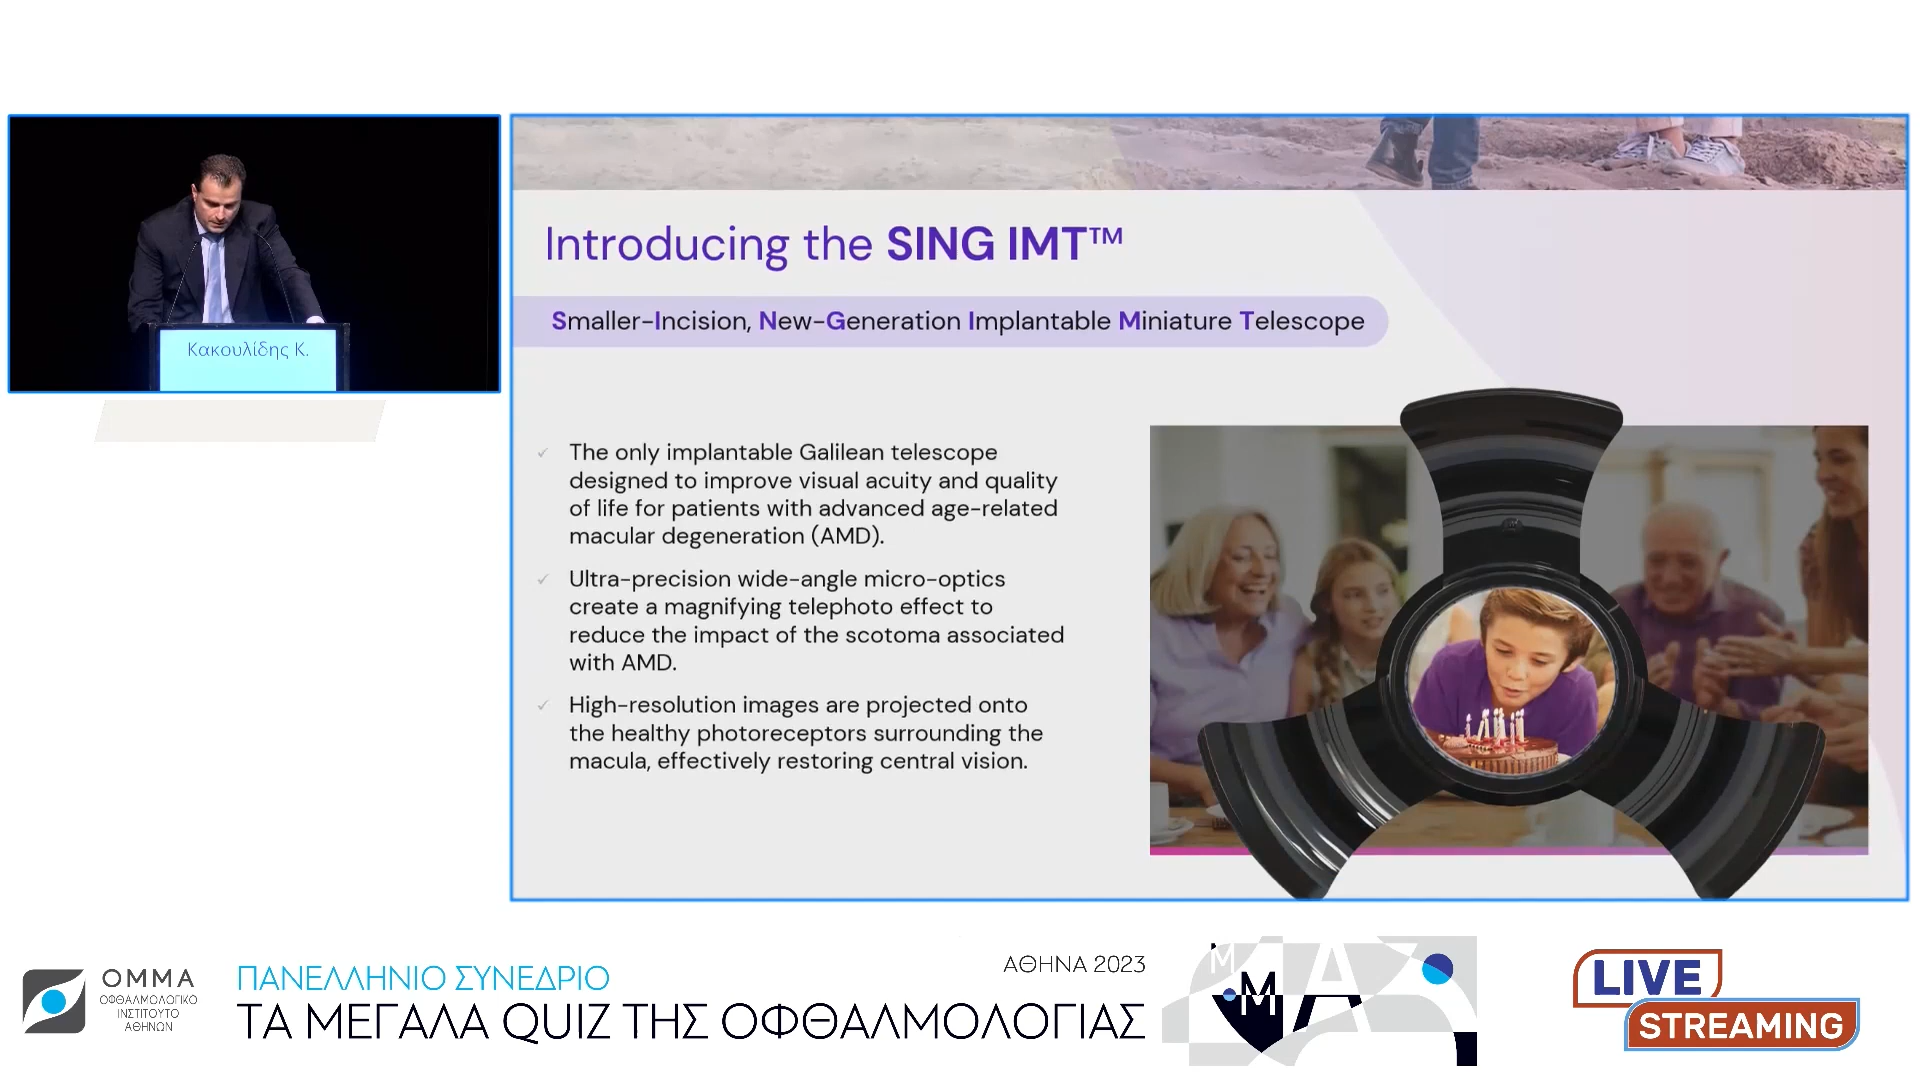 Κακουλίδης Κ.
Introducing the SING IMT™
Smaller-Incision, New-Generation Implantable Miniature Telescope
✓ The only implantable Galilean telescope
designed to improve visual acuity and quality
of life for patients with advanced age-related
macular degeneration (AMD).
✓ Ultra-precision wide-angle micro-optics
create a magnifying telephoto effect to
reduce the impact of the scotoma associated
with AMD.
✓ High-resolution images are projected onto
the healthy photoreceptors surrounding the
macula, effectively restoring central vision.
ΟΜΜΑ
ΟΦΘΑΛΜΟΛΟΓΙΚΟ
ΙΝΣΤΙΤΟΥΤΟ
ΑΘΗΝΩΝ
ΠΑΝΕΛΛΗΝΙΟ ΣΥΝΕΔΡΙΟ
ΤΑ ΜΕΓΑΛΑ QUIZ ΤΗΣ ΟΦΘΑΛΜΟΛΟΓΙΑΣ
ΑΘΗΝΑ 2023
LIVE
STREAMING